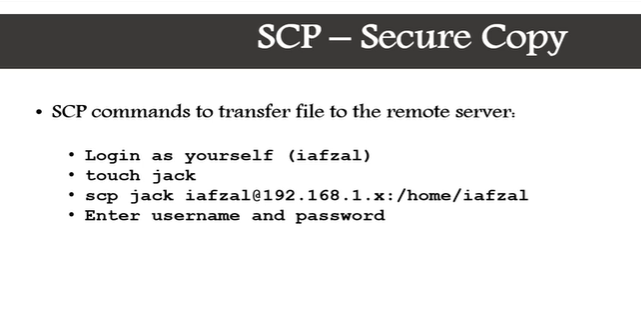 SCP – Secure Copy
• SCP commands to transfer file to the remote server:
• Login as yourself (iafzal)
• touch jack
• scp jack iafzal@192.168.1.x:/home/iafzal
• Enter username and password